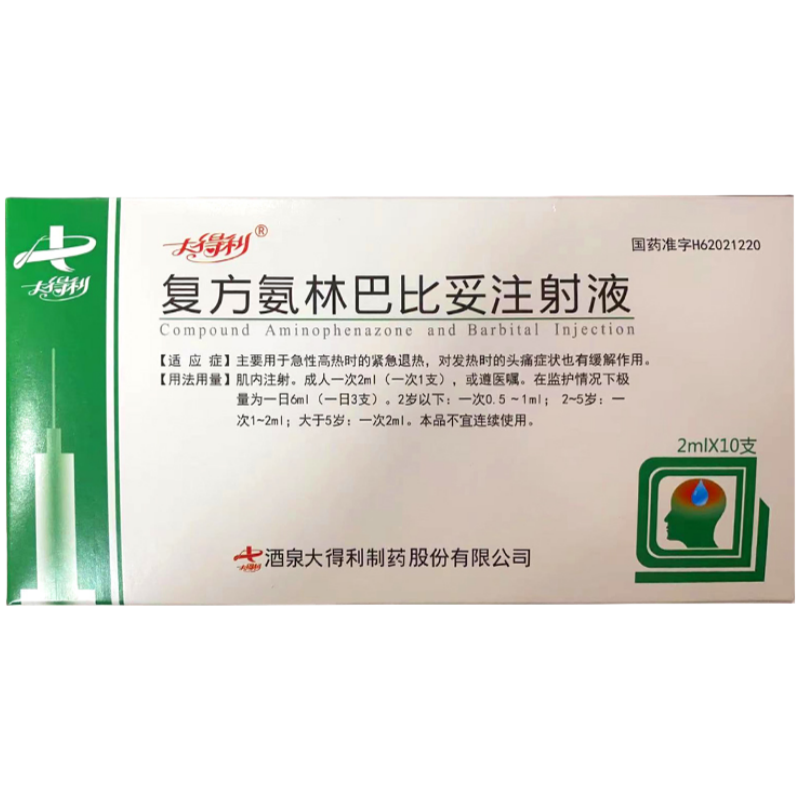 大得利
大得利®
国药准字H62021220
复方氨林巴比妥注射液
Compound Aminophenazone and Barbital Injection
【适 应 症】主要用于急性高热时的紧急退热，对发热时的头痛症状也有缓解作用。
【用法用量】肌内注射。成人一次2ml（一次1支），或遵医嘱。在监护情况下极
量为一日6ml（一日3支）。2岁以下：一次0.5～1ml； 2~5岁：一
次1~2ml；大于5岁：一次2ml。本品不宜连续使用。
2mlX10支
大得利
酒泉大得利制药股份有限公司